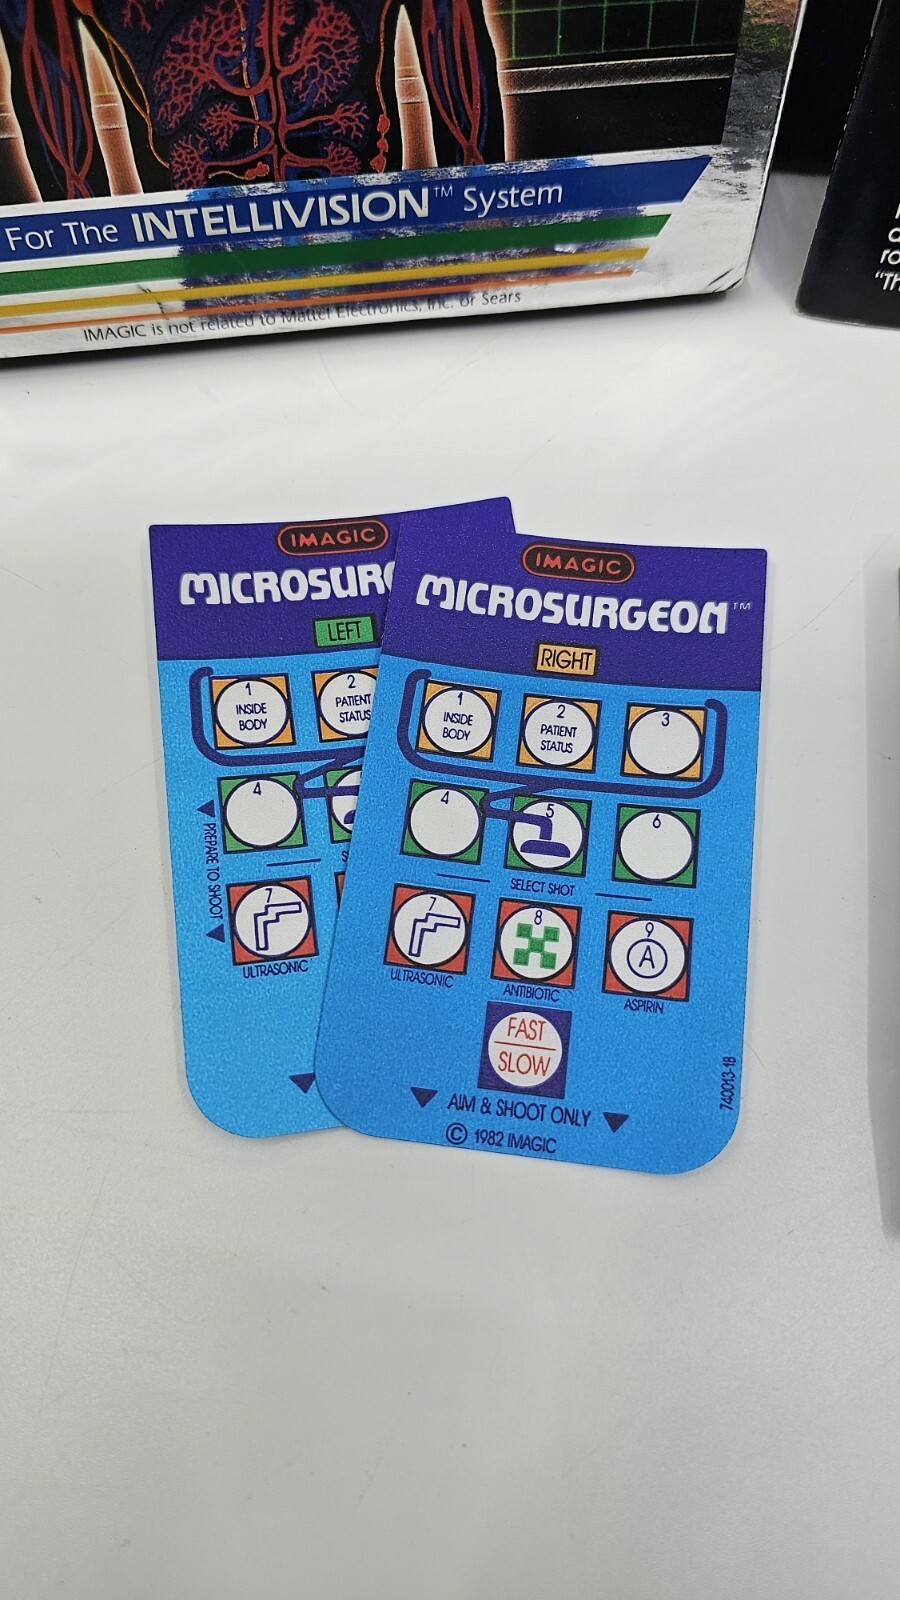 For The INTELLIVISION™ System
IMAGIC is not related to Mattel Electronics, Inc. or Sears
IMAGIC
LEFT
1
INSIDE
BODY
2
PATIENT
STATUS
4
PREPARE TO SHOOT
7
ULTRASONIC
IMAGIC
MICROSURGEON™
RIGHT
1
INSIDE
BODY
2
PATIENT
STATUS
3
4
5
6
SELECT SHOT
7
ULTRASONIC
8
ANTIBIOTIC
9
A
ASPIRIN
FAST
SLOW
AIM & SHOOT ONLY
© 1982 IMAGIC
740013-1B